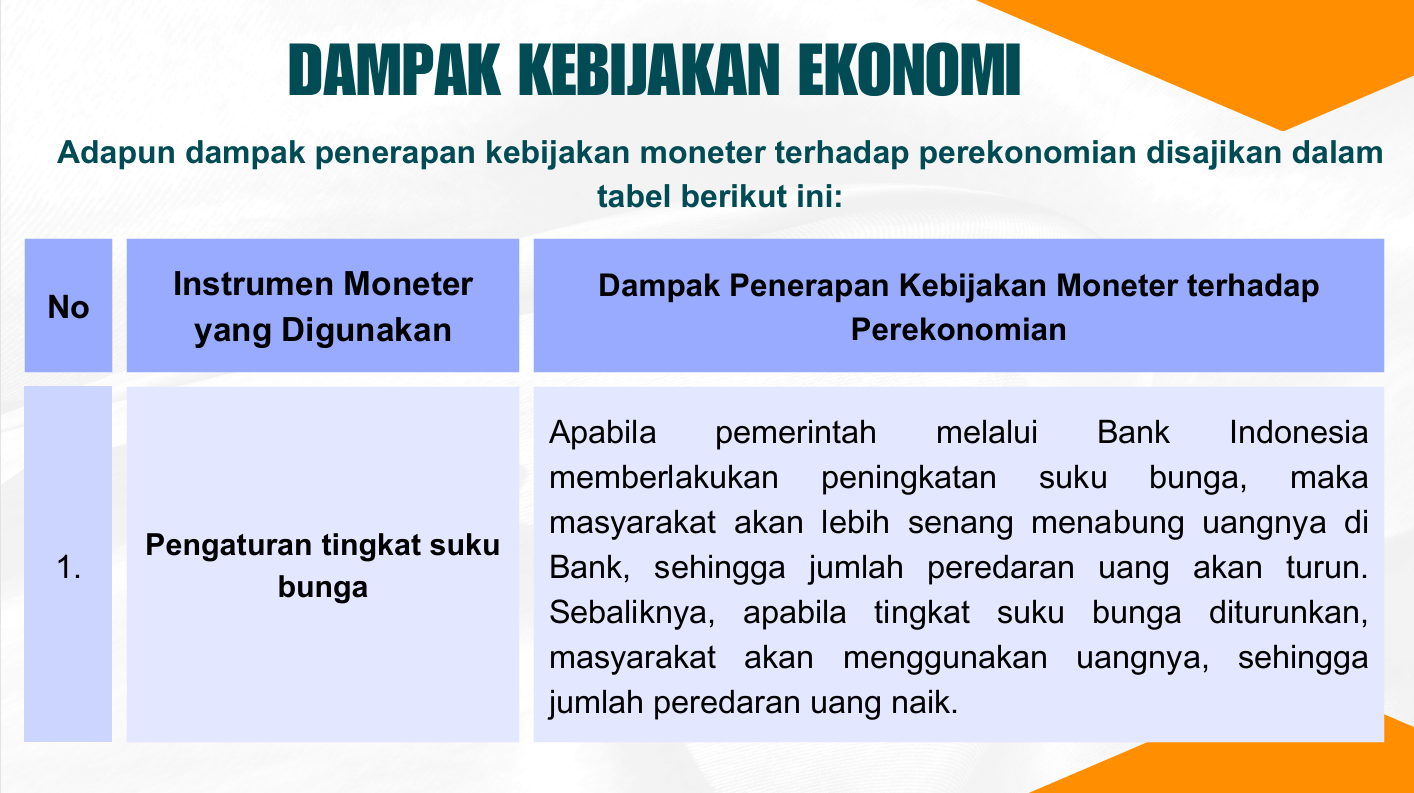 DAMPAK KEBIJAKAN EKONOMI
Adapun dampak penerapan kebijakan moneter terhadap perekonomian disajikan dalam
tabel berikut ini:
No
Instrumen Moneter
yang Digunakan
Dampak Penerapan Kebijakan Moneter terhadap
Perekonomian
1.
Pengaturan tingkat suku
bunga
Apabila pemerintah melalui Bank Indonesia
memberlakukan peningkatan suku bunga, maka
masyarakat akan lebih senang menabung uangnya di
Bank, sehingga jumlah peredaran uang akan turun.
Sebaliknya, apabila tingkat suku bunga diturunkan,
masyarakat akan menggunakan uangnya, sehingga
jumlah peredaran uang naik.